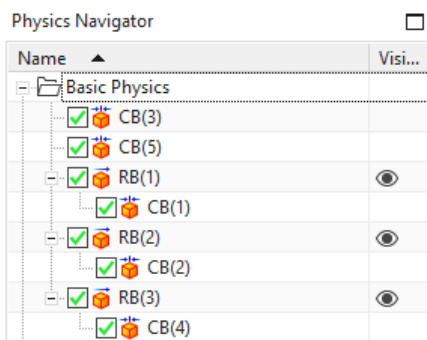 Physics Navigator
Name Visi...
Basic Physics
CB(3)
CB(5)
RB(1)
CB(1)
RB(2)
CB(2)
RB(3)
CB(4)